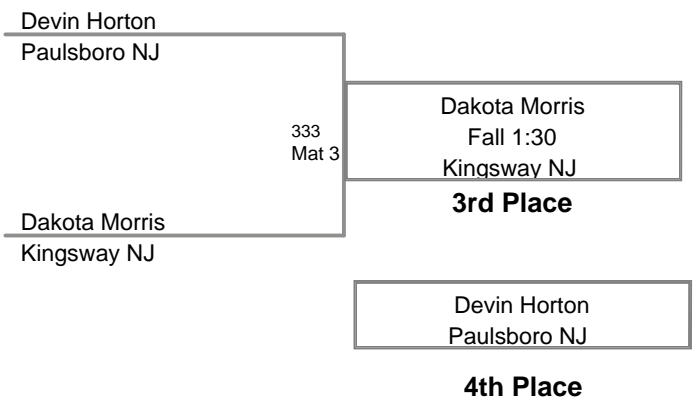 Devin Horton
Paulsboro NJ
333
Mat 3
Dakota Morris
Kingsway NJ
Dakota Morris
Fall 1:30
Kingsway NJ
3rd Place
Devin Horton
Paulsboro NJ
4th Place